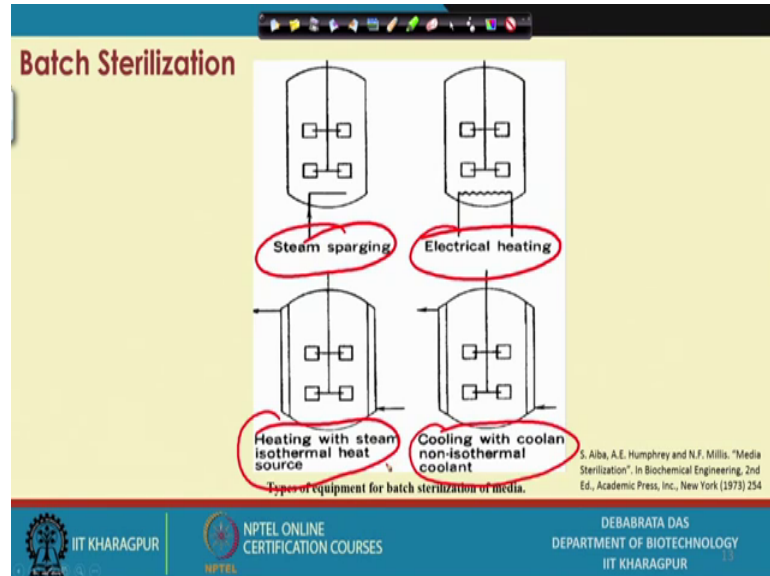 Batch Sterilization
Steam sparging
Electrical heating
Heating with steam
isothermal heat
source
Cooling with coolan
non-isothermal
coolant
Types of equipment for batch sterilization of media.
S. Aiba, A.E. Humphrey and N.F. Millis. "Media
Sterilization". In Biochemical Engineering, 2nd
Ed., Academic Press, Inc., New York (1973) 254
IIT KHARAGPUR
NPTEL
NPTEL ONLINE
CERTIFICATION COURSES
DEBABRATA DAS
DEPARTMENT OF BIOTECHNOLOGY
IIT KHARAGPUR
13